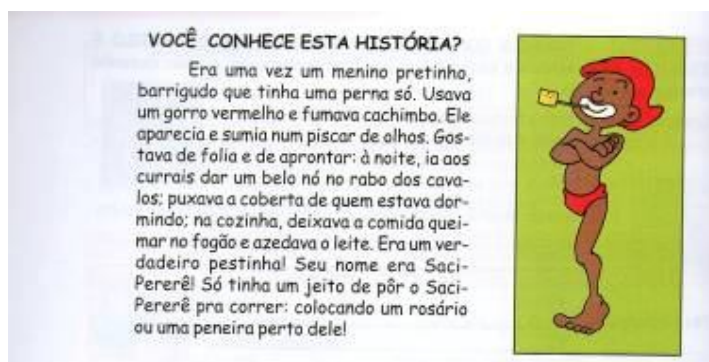 VOCÊ CONHECE ESTA HISTÓRIA?
Era uma vez um menino pretinho,
barrigudo que tinha uma perna só. Usava
um gorro vermelho e fumava cachimbo. Ele
aparecia e sumia num piscar de olhos. Gos-
tava de folia e de aprontar: à noite, ia aos
currais dar um belo nó no rabo dos cava-
los; puxava a coberta de quem estava dor-
mindo; na cozinha, deixava a comida quei-
mar no fogão e azedava o leite. Era um ver-
dadeiro pestinha! Seu nome era Saci-
Pererê! Só tinha um jeito de pôr o Saci-
Pererê pra correr: colocando um rosário
ou uma peneira perto dele!